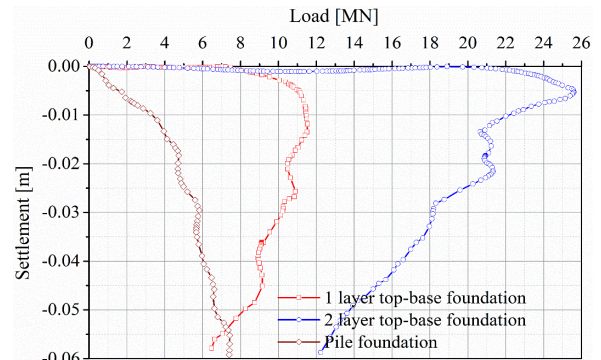 Load [MN]
0 2 4 6 8 10 12 14 16 18 20 22 24 26
0.00
-0.01
-0.02
-0.03
-0.04
-0.05
-0.06
Settlement [m]
1 layer top-base foundation
2 layer top-base foundation
Pile foundation